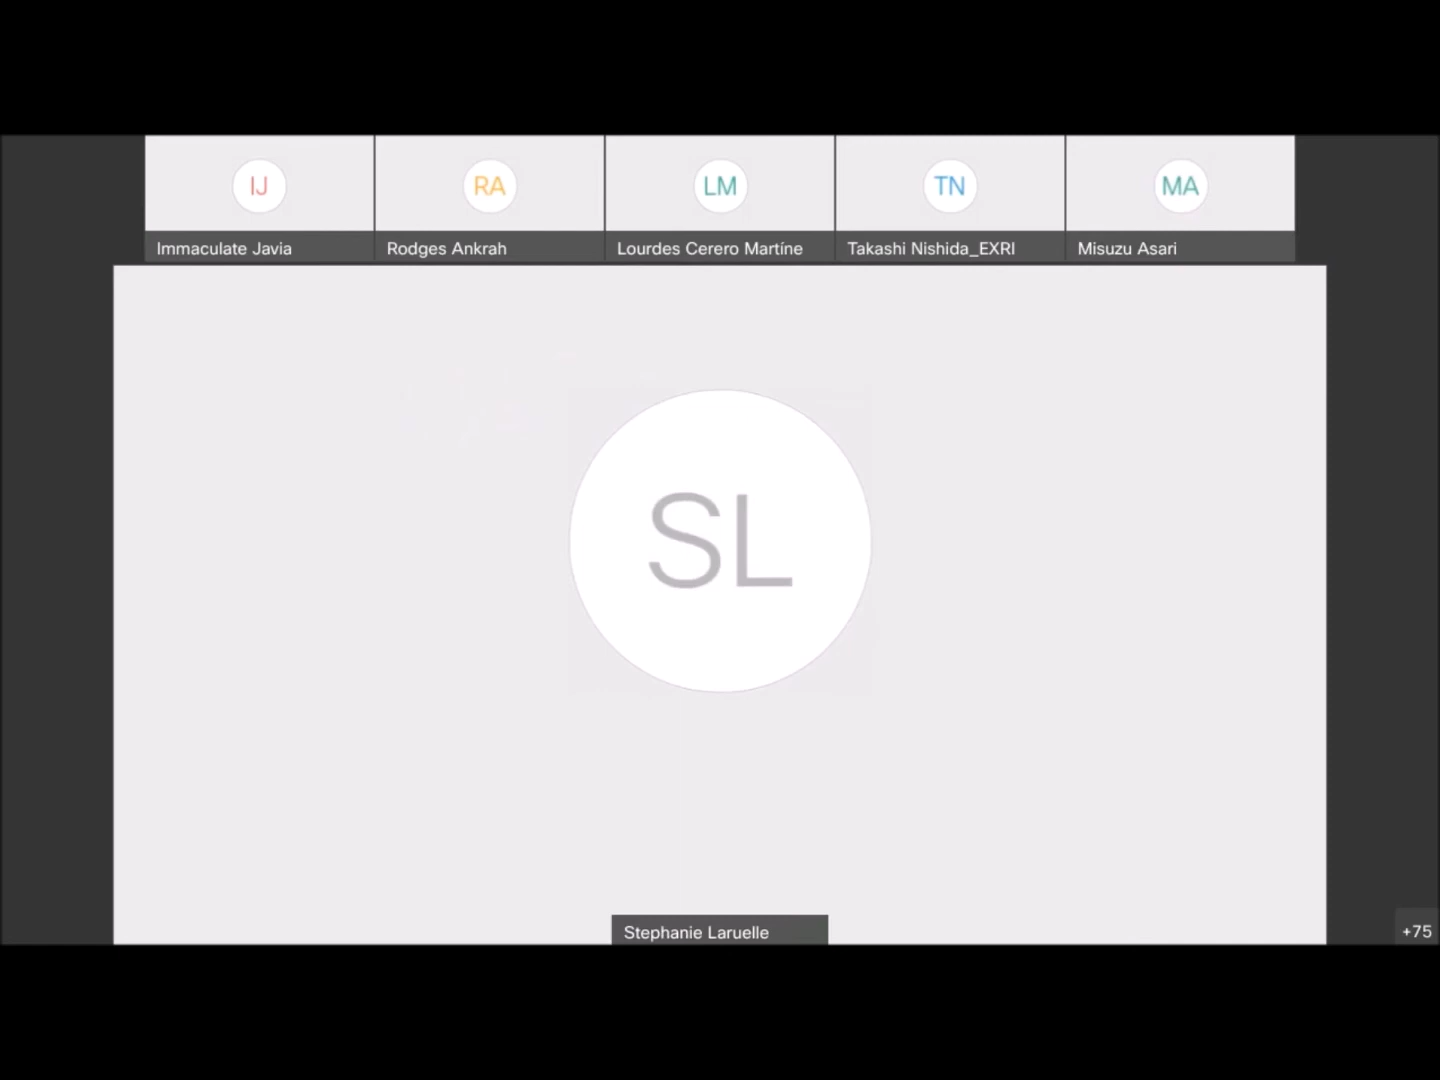 IJ
RA
LM
TN
MA
Immaculate Javia
Rodges Ankrah
Lourdes Cerero Martíne
Takashi Nishida_EXRI
Misuzu Asari
SL
Stephanie Laruelle
+75